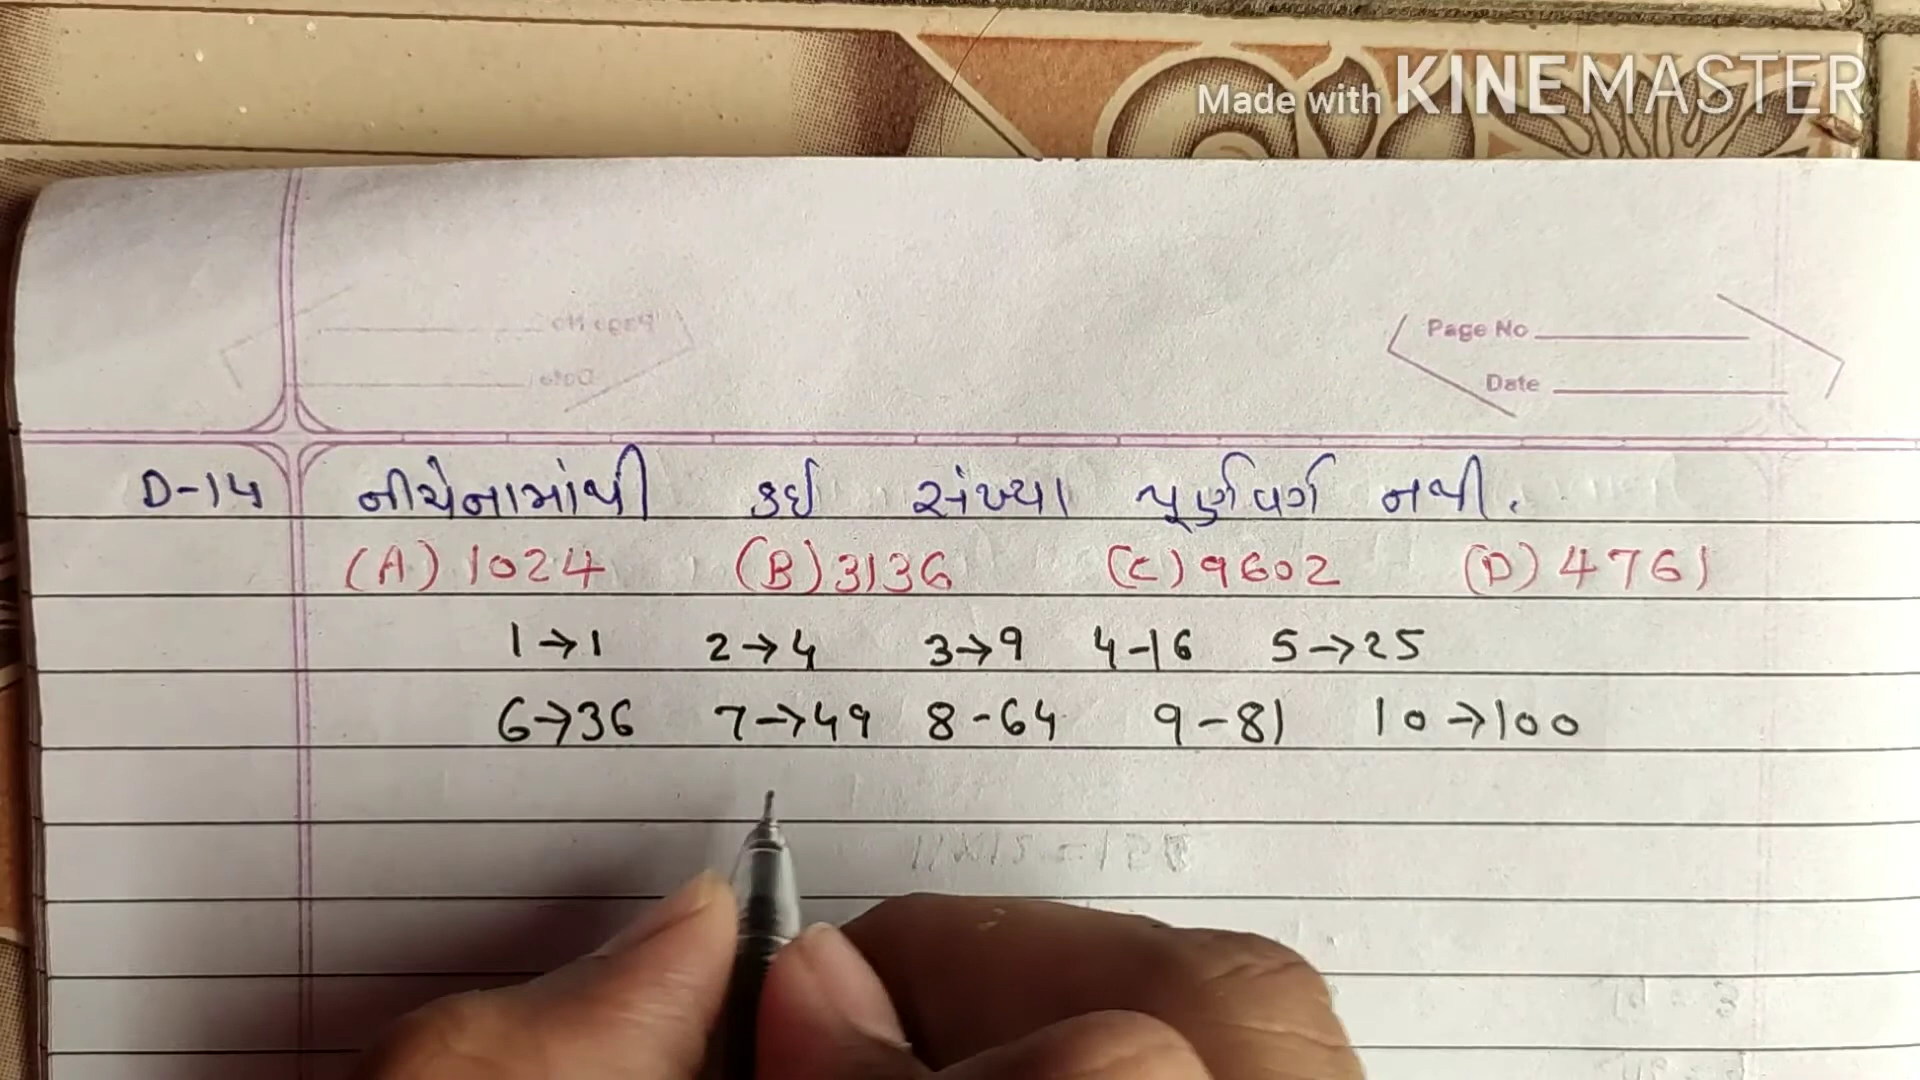 Made with KINEMASTER
Page No
Date
D-14 નીચેનામાંથી કઈ સંખ્યા પૂર્ણવર્ગ નથી.
(A) 1024 (B) 3136 (C) 9602 (D) 4761
1→1 2→4 3→9 4-16 5→25
6→36 7→49 8-64 9-81 10→100